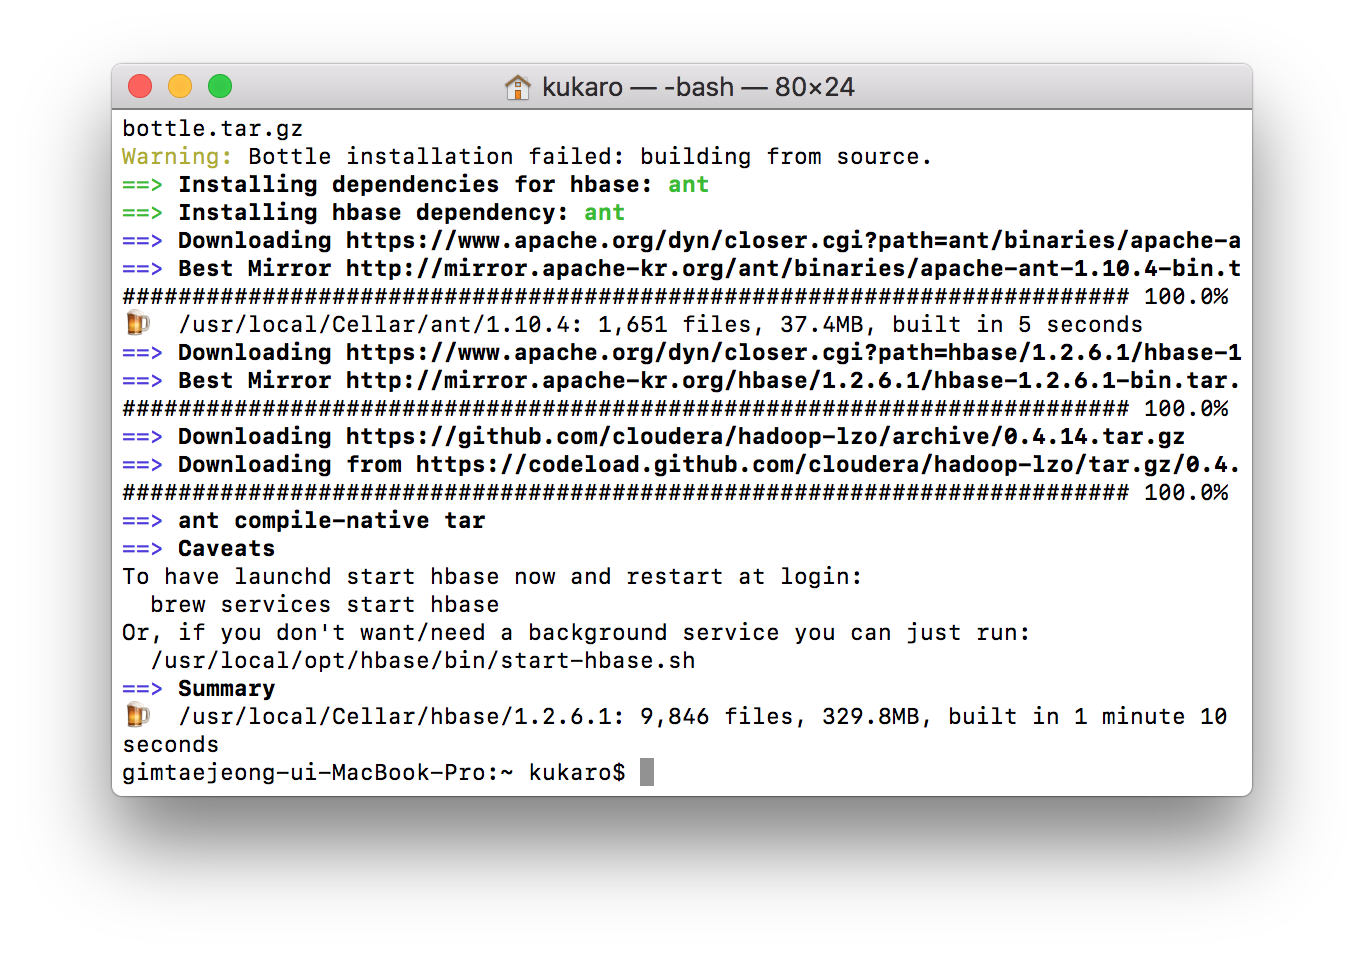 kukaro — -bash — 80×24
bottle.tar.gz
Warning: Bottle installation failed: building from source.
==> Installing dependencies for hbase: ant
==> Installing hbase dependency: ant
==> Downloading https://www.apache.org/dyn/closer.cgi?path=ant/binaries/apache-a
==> Best Mirror http://mirror.apache-kr.org/ant/binaries/apache-ant-1.10.4-bin.t
######################################################################## 100.0%
🍺  /usr/local/Cellar/ant/1.10.4: 1,651 files, 37.4MB, built in 5 seconds
==> Downloading https://www.apache.org/dyn/closer.cgi?path=hbase/1.2.6.1/hbase-1
==> Best Mirror http://mirror.apache-kr.org/hbase/1.2.6.1/hbase-1.2.6.1-bin.tar.
######################################################################## 100.0%
==> Downloading https://github.com/cloudera/hadoop-lzo/archive/0.4.14.tar.gz
==> Downloading from https://codeload.github.com/cloudera/hadoop-lzo/tar.gz/0.4.
######################################################################## 100.0%
==> ant compile-native tar
==> Caveats
To have launchd start hbase now and restart at login:
  brew services start hbase
Or, if you don't want/need a background service you can just run:
  /usr/local/opt/hbase/bin/start-hbase.sh
==> Summary
🍺  /usr/local/Cellar/hbase/1.2.6.1: 9,846 files, 329.8MB, built in 1 minute 10
seconds
gimtaejeong-ui-MacBook-Pro:~ kukaro$